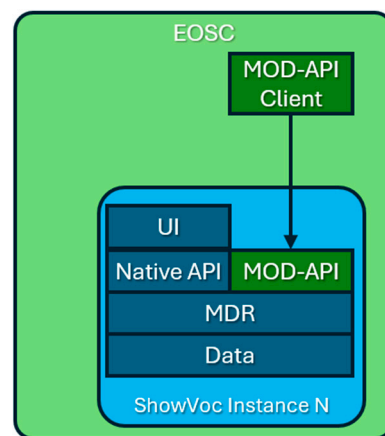 EOSC
MOD-API
Client
UI
Native API
MOD-API
MDR
Data
ShowVoc Instance N